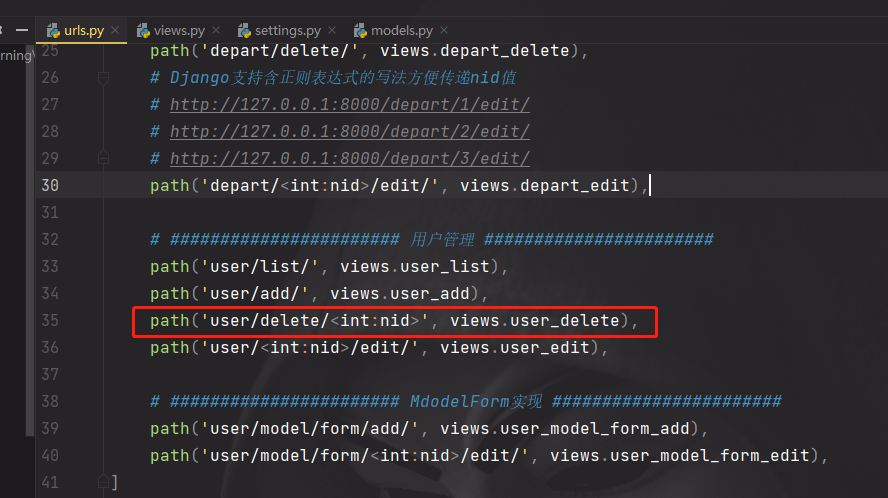 urls.py views.py settings.py models.py
rning\
25 path('depart/delete/', views.depart_delete),
26 # Django支持含正则表达式的写法方便传递nid值
27 # http://127.0.0.1:8000/depart/1/edit/
28 # http://127.0.0.1:8000/depart/2/edit/
29 # http://127.0.0.1:8000/depart/3/edit/
30 path('depart/<int:nid>/edit/', views.depart_edit),
31
32 # ####################### 用户管理 #######################
33 path('user/list/', views.user_list),
34 path('user/add/', views.user_add),
35 path('user/delete/<int:nid>', views.user_delete),
36 path('user/<int:nid>/edit/', views.user_edit),
37
38 # ####################### MdodelForm实现 #######################
39 path('user/model/form/add/', views.user_model_form_add),
40 path('user/model/form/<int:nid>/edit/', views.user_model_form_edit),
41 ]